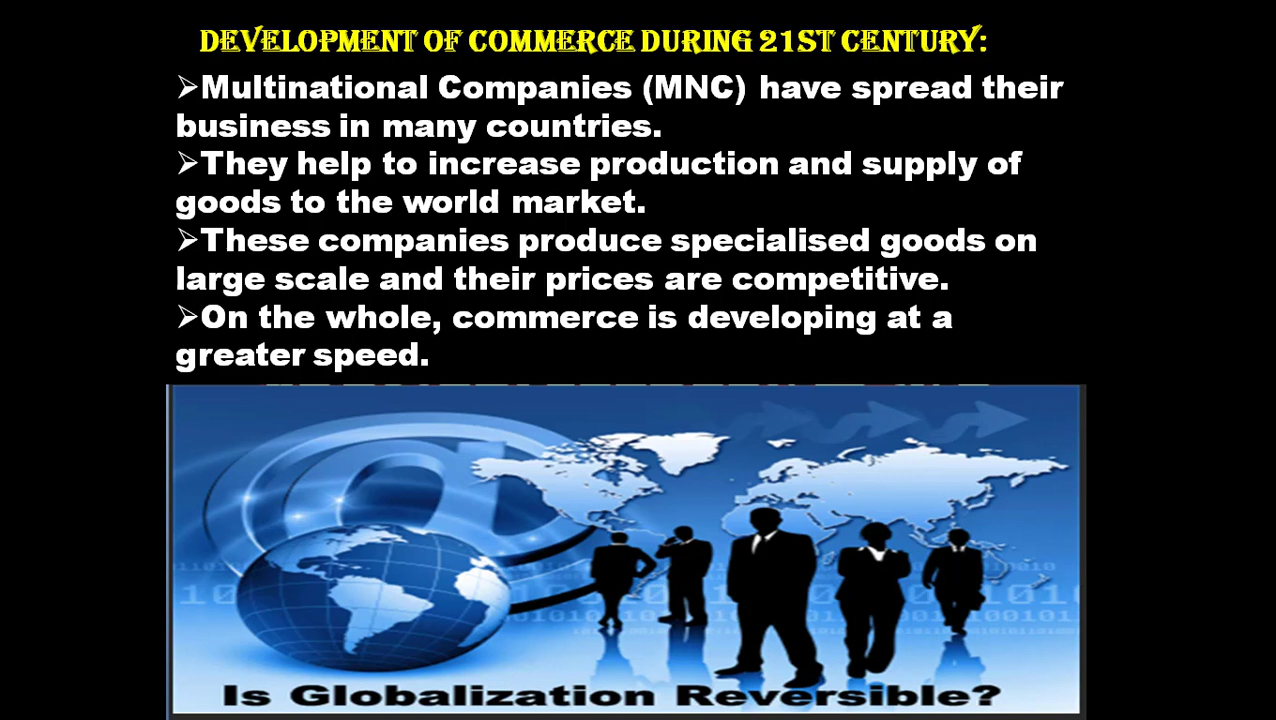 DEVELOPMENT OF COMMERCE DURING 21ST CENTURY:
➢Multinational Companies (MNC) have spread their
business in many countries.
➢They help to increase production and supply of
goods to the world market.
➢These companies produce specialised goods on
large scale and their prices are competitive.
➢On the whole, commerce is developing at a
greater speed.
Is Globalization Reversible?